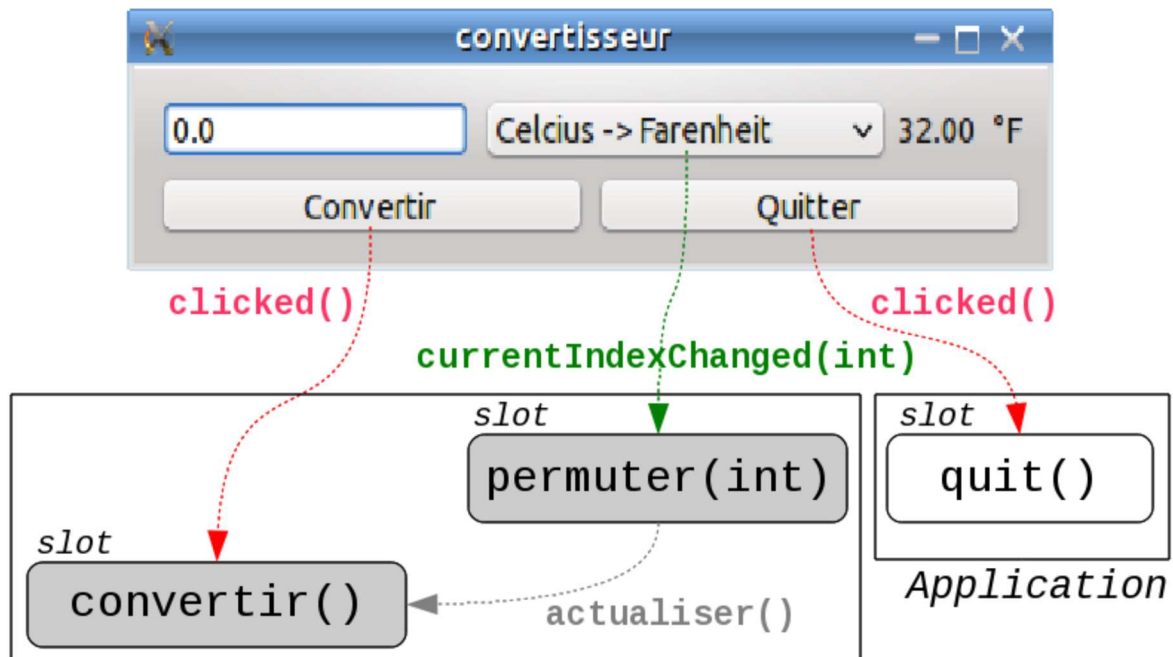 convertisseur
0.0
Celcius -> Farenheit
32.00 °F
Convertir
Quitter
clicked()
clicked()
currentIndexChanged(int)
slot
slot
permuter(int)
quit()
slot
convertir()
actualiser()
Application